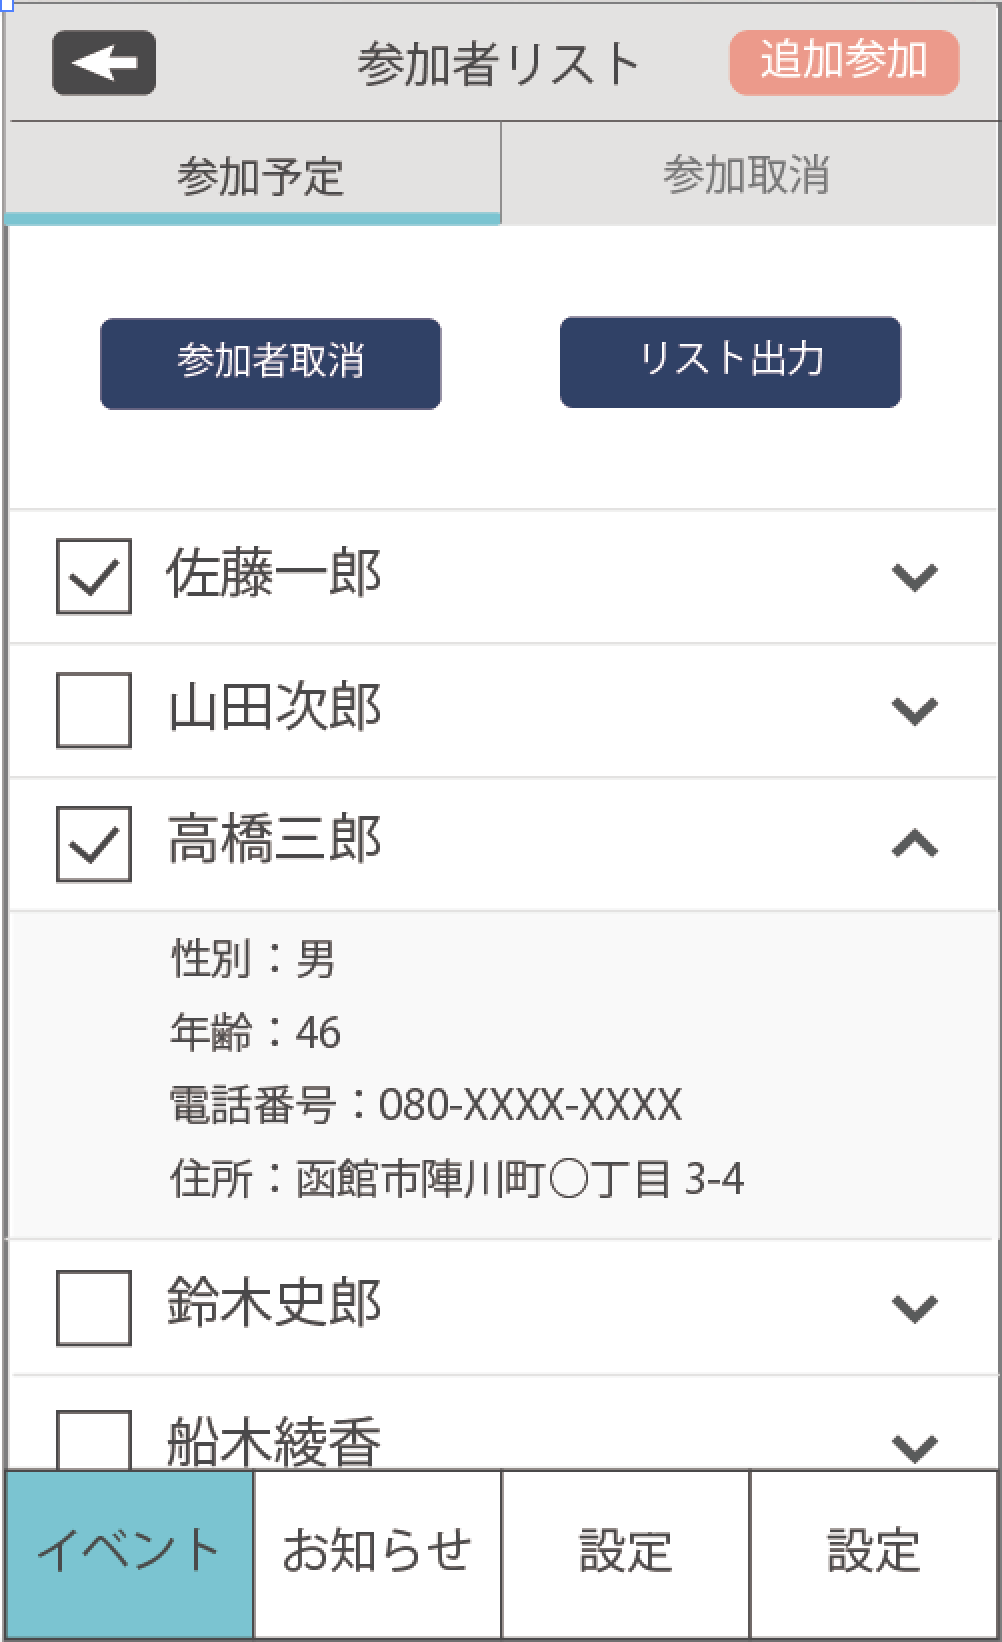 参加者リスト
追加参加
参加予定
参加取消
参加者取消
リスト出力
佐藤一郎
山田次郎
高橋三郎
性別：男
年齢：46
電話番号：080-XXXX-XXXX
住所：函館市陣川町○丁目 3-4
鈴木史郎
船木綾香
イベント
お知らせ
設定
設定